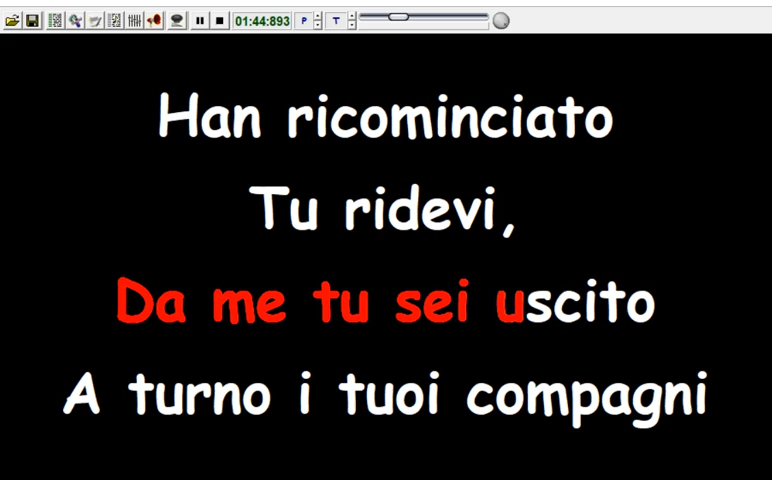 01:44:893 P T
Han ricominciato
Tu ridevi,
Da me tu sei uscito
A turno i tuoi compagni